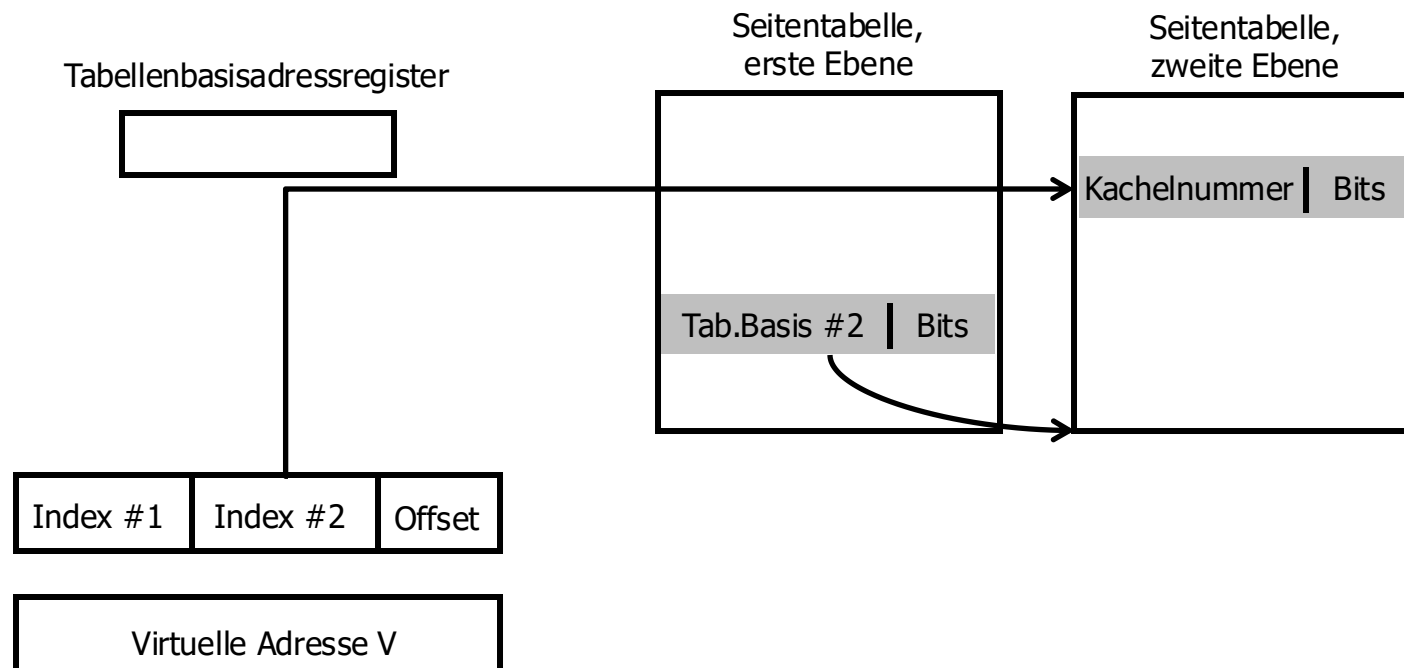 Seitentabelle,
erste Ebene
Seitentabelle,
zweite Ebene
Tabellenbasisadressregister
Kachelnummer Bits
Tab.Basis #2 Bits
Index #1 Index #2 Offset
Virtuelle Adresse V